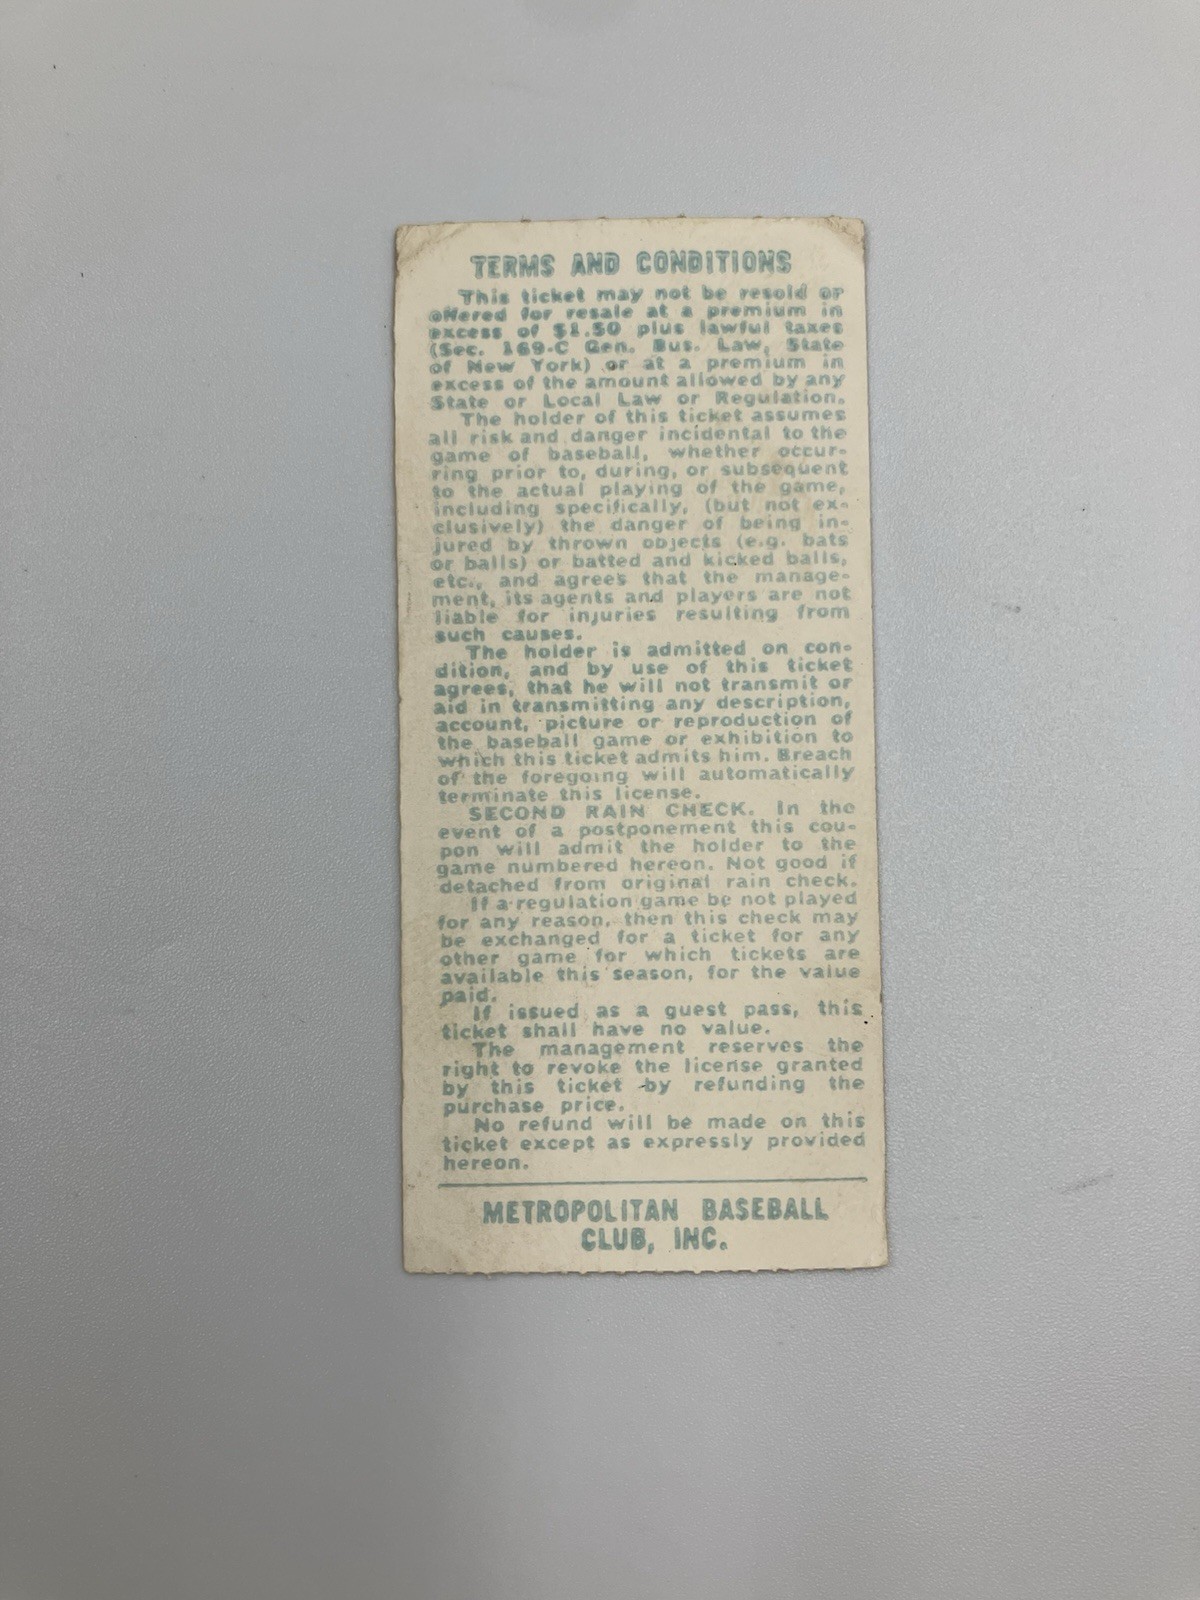 TERMS AND CONDITIONS
This ticket may not be resold or
offered for resale at a premium in
excess of $1.50 plus lawful taxes
(Sec. 169-C Gen. Bus. Law, State
of New York) or at a premium in
excess of the amount allowed by any
State or Local Law or Regulation.
The holder of this ticket assumes
all risk and danger incidental to the
game of baseball, whether occur-
ring prior to, during, or subsequent
to the actual playing of the game,
including specifically, (but not ex-
clusively) the danger of being in-
jured by thrown objects (e.g. bats
or balls) or batted and kicked balls,
etc., and agrees that the manage-
ment, its agents and players are not
liable for injuries resulting from
such causes.
The holder is admitted on con-
dition, and by use of this ticket
agrees, that he will not transmit or
aid in transmitting any description,
account, picture or reproduction of
the baseball game or exhibition to
which this ticket admits him. Breach
of the foregoing will automatically
terminate this license.
SECOND RAIN CHECK. In the
event of a postponement this cou-
pon will admit the holder to the
game numbered hereon. Not good if
detached from original rain check.
If a regulation game be not played
for any reason, then this check may
be exchanged for a ticket for any
other game for which tickets are
available this season, for the value
paid.
If issued as a guest pass, this
ticket shall have no value.
The management reserves the
right to revoke the license granted
by this ticket by refunding the
purchase price.
No refund will be made on this
ticket except as expressly provided
hereon.
METROPOLITAN BASEBALL
CLUB, INC.